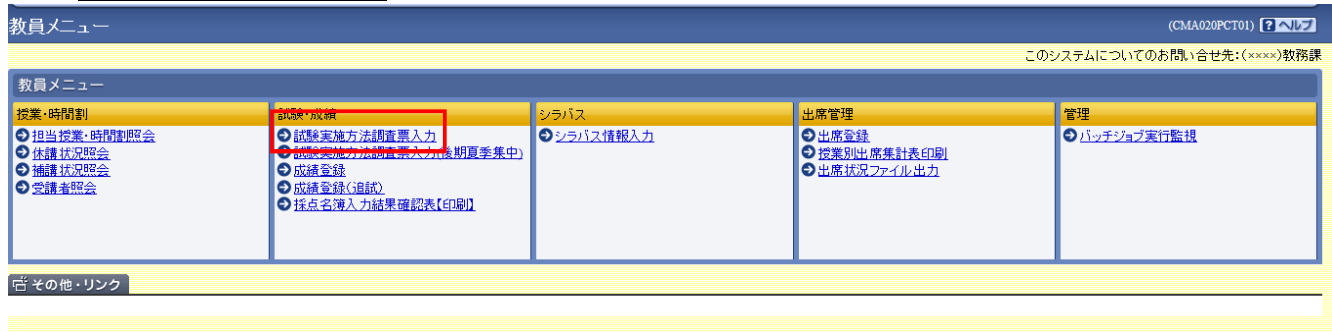 教員メニュー
(CMA020PCT01) ? ヘルプ
このシステムについてのお問い合せ先:(××××)教務課
教員メニュー
授業・時間割
担当授業・時間割照会
休講状況照会
補講状況照会
受講者照会
試験・成績
試験実施方法調査票入力
試験実施方法調査票入力(後期夏季集中)
成績登録
成績登録(追試)
採点名簿入力結果確認表【印刷】
シラバス
シラバス情報入力
出席管理
出席登録
授業別出席集計表印刷
出席状況ファイル出力
管理
バッチジョブ実行監視
その他・リンク